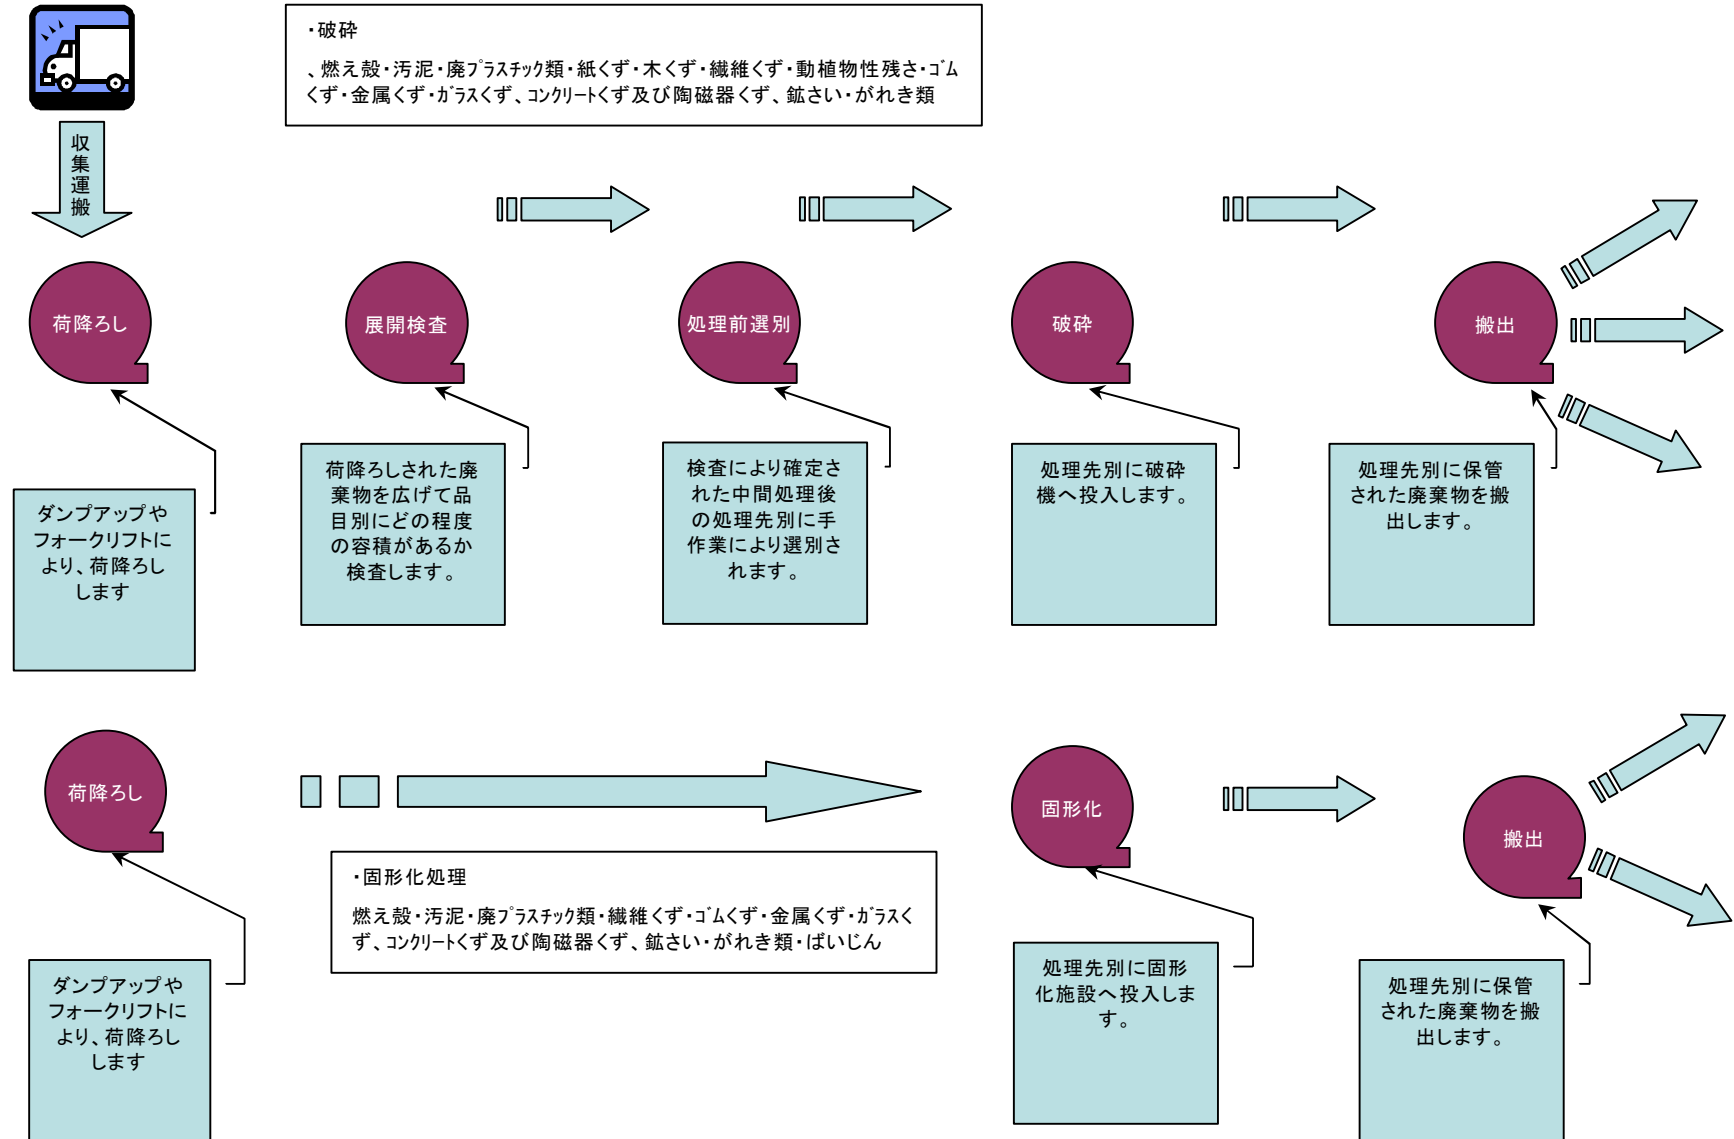 ・破砕
、燃え殻・汚泥・廃ﾌﾟﾗｽﾁｯｸ類・紙くず・木くず・繊維くず・動植物性残さ・ｺﾞﾑ
くず・金属くず・ｶﾞﾗｽくず、ｺﾝｸﾘｰﾄくず及び陶磁器くず、鉱さい・がれき類
収
集
運
搬
荷降ろし
展開検査
処理前選別
破砕
搬出
ダンプアップや
フォークリフトに
より、荷降ろし
します
荷降ろしされた廃
棄物を広げて品
目別にどの程度
の容積があるか
検査します。
検査により確定さ
れた中間処理後
の処理先別に手
作業により選別さ
れます。
処理先別に破砕
機へ投入します。
処理先別に保管
された廃棄物を搬
出します。
荷降ろし
固形化
搬出
・固形化処理
燃え殻・汚泥・廃ﾌﾟﾗｽﾁｯｸ類・繊維くず・ｺﾞﾑくず・金属くず・ｶﾞﾗｽく
ず、ｺﾝｸﾘｰﾄくず及び陶磁器くず、鉱さい・がれき類・ばいじん
ダンプアップや
フォークリフトに
より、荷降ろし
します
処理先別に固形
化施設へ投入しま
す。
処理先別に保管
された廃棄物を搬
出します。